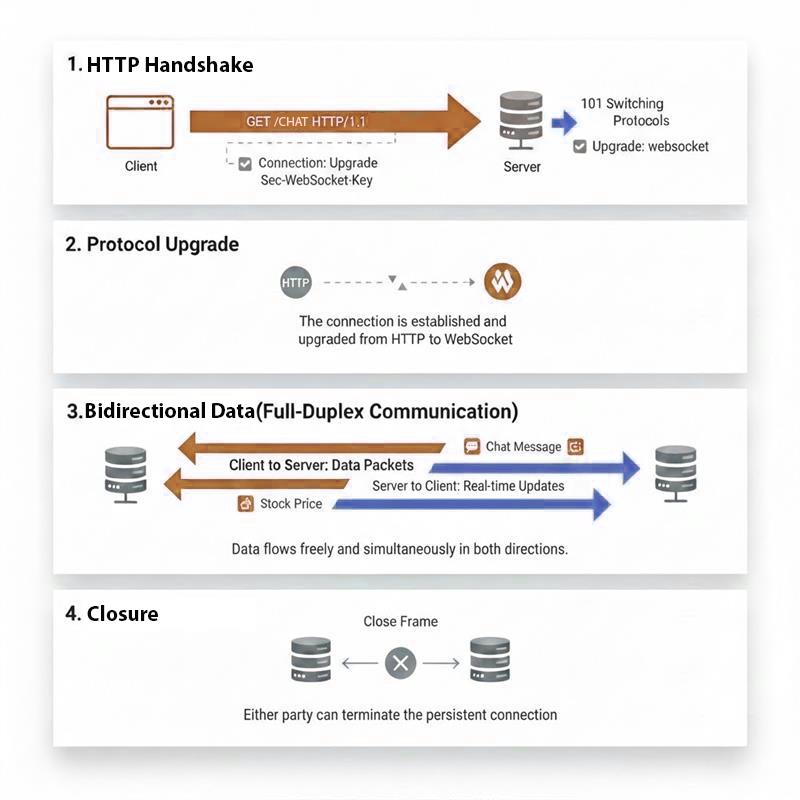 1. HTTP Handshake
GET /CHAT HTTP/1.1
Client
Connection: Upgrade
Sec-WebSocket-Key
Server
101 Switching
Protocols
Upgrade: websocket
2. Protocol Upgrade
HTTP
The connection is established and
upgraded from HTTP to WebSocket
3.Bidirectional Data(Full-Duplex Communication)
Chat Message
Client to Server: Data Packets
Server to Client: Real-time Updates
Stock Price
Data flows freely and simultaneously in both directions.
4. Closure
Close Frame
Either party can terminate the persistent connection